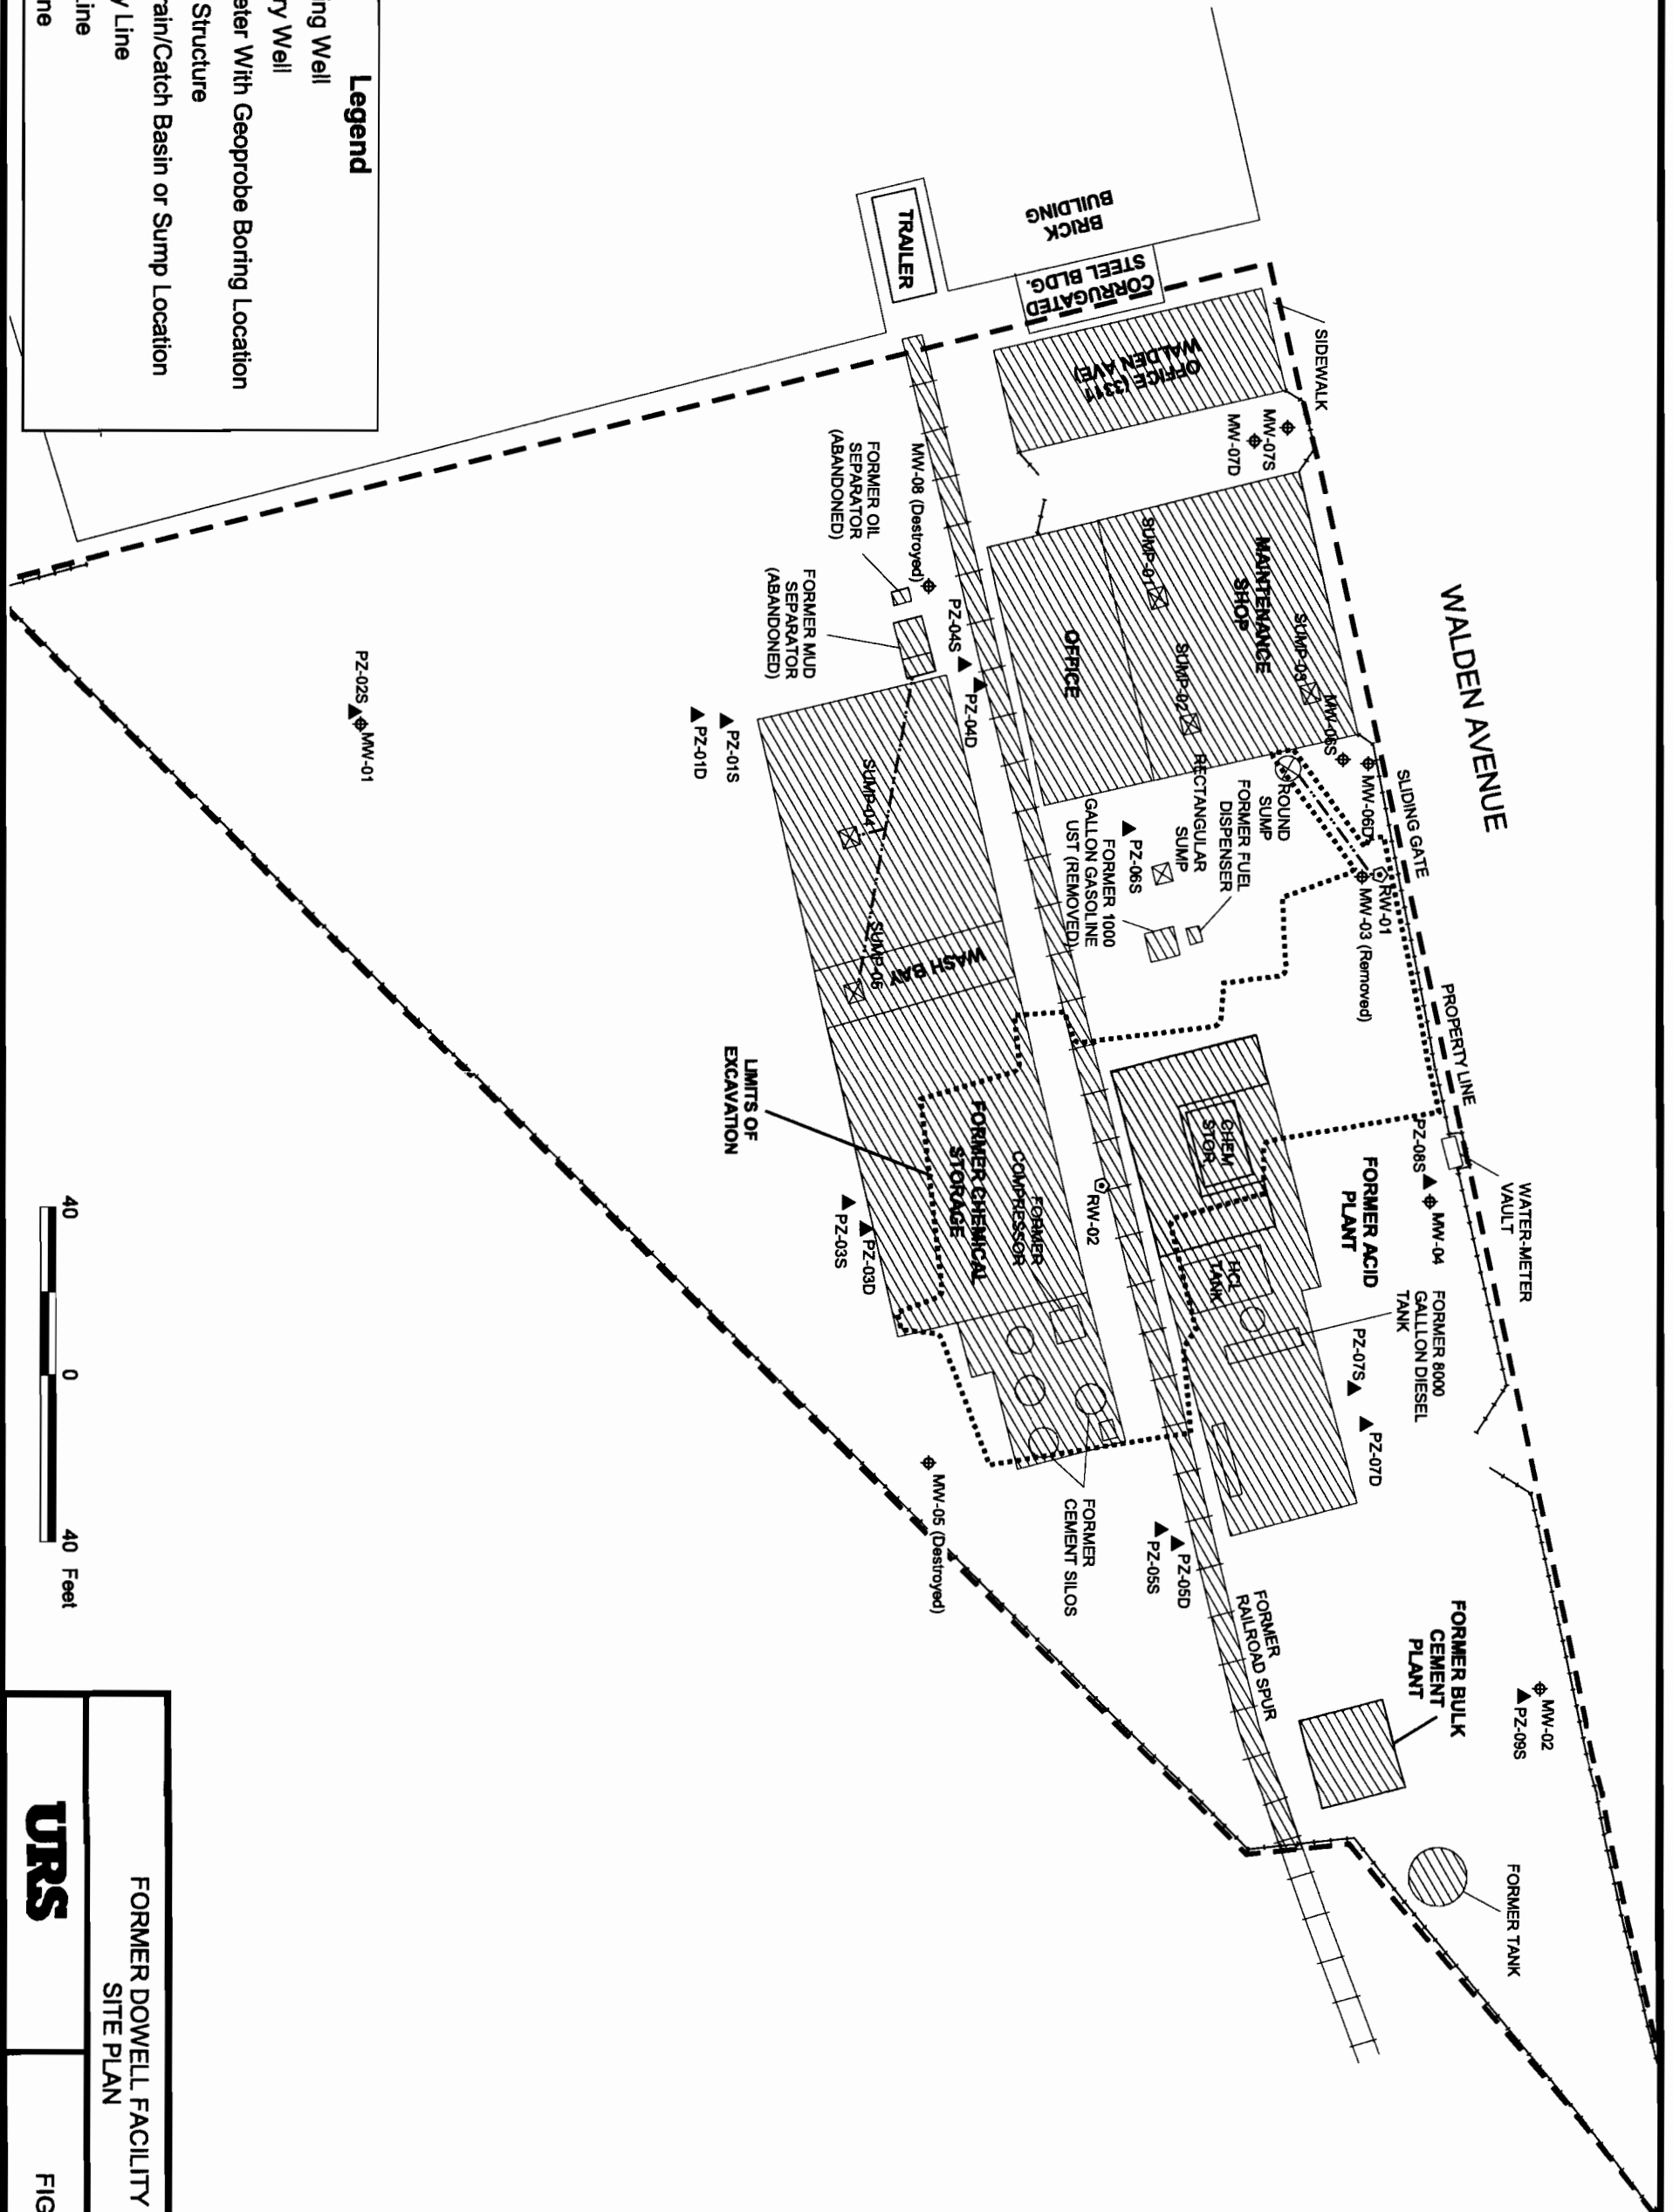 WALDEN AVENUE
SIDEWALK
BRICK
BUILDING
CORRUGATED
STEEL BLDG.
TRAILER
OFFICE (3311
WALDEN AVE)
MW-07S
MW-07D
MAINTENANCE
SHOP
SUMP-01
SUMP-02
SUMP-03
OFFICE
MW-06S
MW-06D
SLIDING GATE
RW-01
MW-03 (Removed)
ROUND
SUMP
RECTANGULAR
SUMP
FORMER FUEL
DISPENSER
PZ-06S
FORMER 1000
GALLON GASOLINE
UST (REMOVED)
PROPERTY LINE
WATER-METER
VAULT
PZ-08S
MW-04
FORMER ACID
PLANT
CHEM
STOR.
HCL
TANK
FORMER 8000
GALLON DIESEL
TANK
PZ-07S
PZ-07D
MW-02
PZ-09S
FORMER BULK
CEMENT
PLANT
FORMER TANK
FORMER
RAILROAD SPUR
PZ-05D
PZ-05S
MW-08 (Destroyed)
PZ-04S
PZ-04D
FORMER OIL
SEPARATOR
(ABANDONED)
FORMER MUD
SEPARATOR
(ABANDONED)
SUMP-04
SUMP-05
WASH BAY
RW-02
FORMER
COMPRESSOR
FORMER CHEMICAL
STORAGE
FORMER
CEMENT SILOS
LIMITS OF
EXCAVATION
PZ-01S
PZ-01D
PZ-03D
PZ-03S
MW-05 (Destroyed)
PZ-02S
MW-01
Legend
ing Well
ry Well
eter With Geoprobe Boring Location
Structure
rain/Catch Basin or Sump Location
y Line
Line
ne
40 0 40 Feet
FORMER DOWELL FACILITY
SITE PLAN
URS
FIG